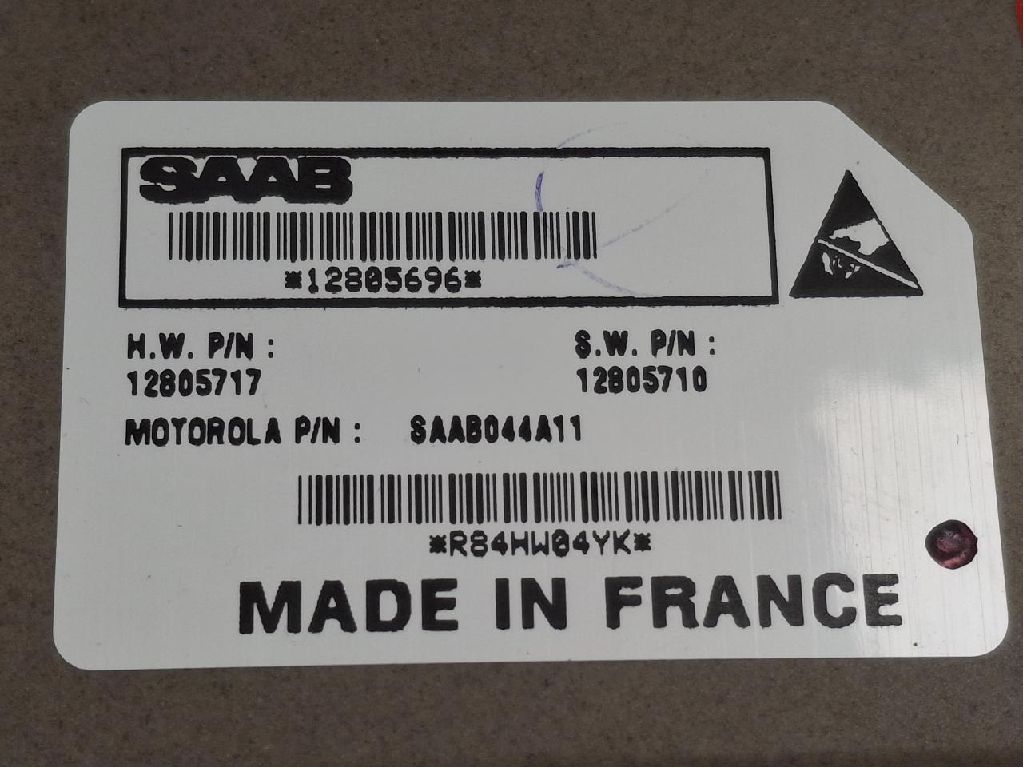 SAAB
*12805696*
H.W. P/N : S.W. P/N :
12805717 12805710
MOTOROLA P/N : SAAB044A11
*R84HW04YK*
MADE IN FRANCE